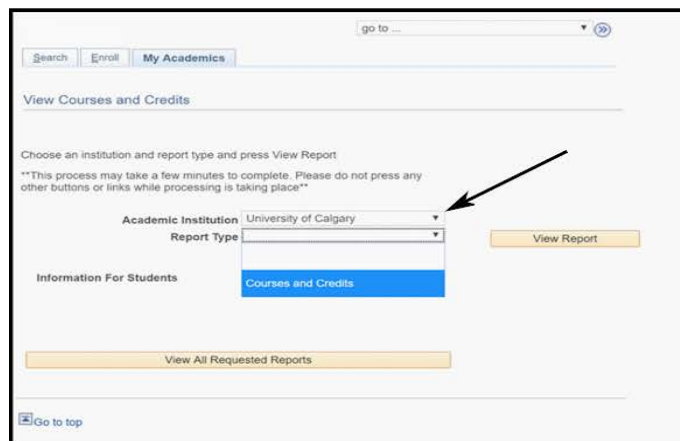 go to ...
Search Enroll My Academics
View Courses and Credits
Choose an institution and report type and press View Report
**This process may take a few minutes to complete. Please do not press any
other buttons or links while processing is taking place**
Academic Institution University of Calgary
Report Type
View Report
Information For Students
Courses and Credits
View All Requested Reports
Go to top